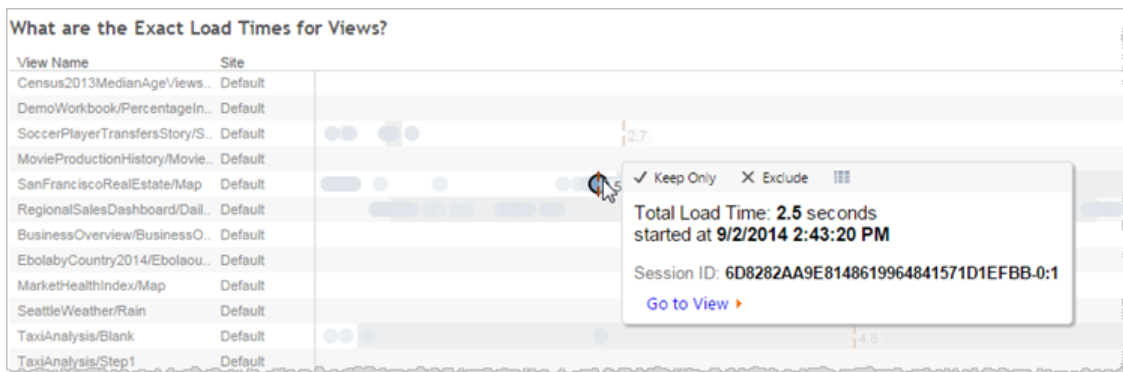 What are the Exact Load Times for Views?
View Name Site
Census2013MedianAgeViews.. Default
DemoWorkbook/PercentageIn.. Default
SoccerPlayerTransfersStory/S.. Default 2.7
MovieProductionHistory/Movie.. Default
SanFranciscoRealEstate/Map Default 5
Keep Only Exclude
RegionalSalesDashboard/Dail.. Default
Total Load Time: 2.5 seconds
started at 9/2/2014 2:43:20 PM
BusinessOverview/BusinessO.. Default
EbolabyCountry2014/Ebolaou.. Default
Session ID: 6D8282AA9E8148619964841571D1EFBB-0:1
MarketHealthIndex/Map Default
Go to View
SeattleWeather/Rain Default
TaxiAnalysis/Blank Default 4.8
TaxiAnalysis/Step1 Default